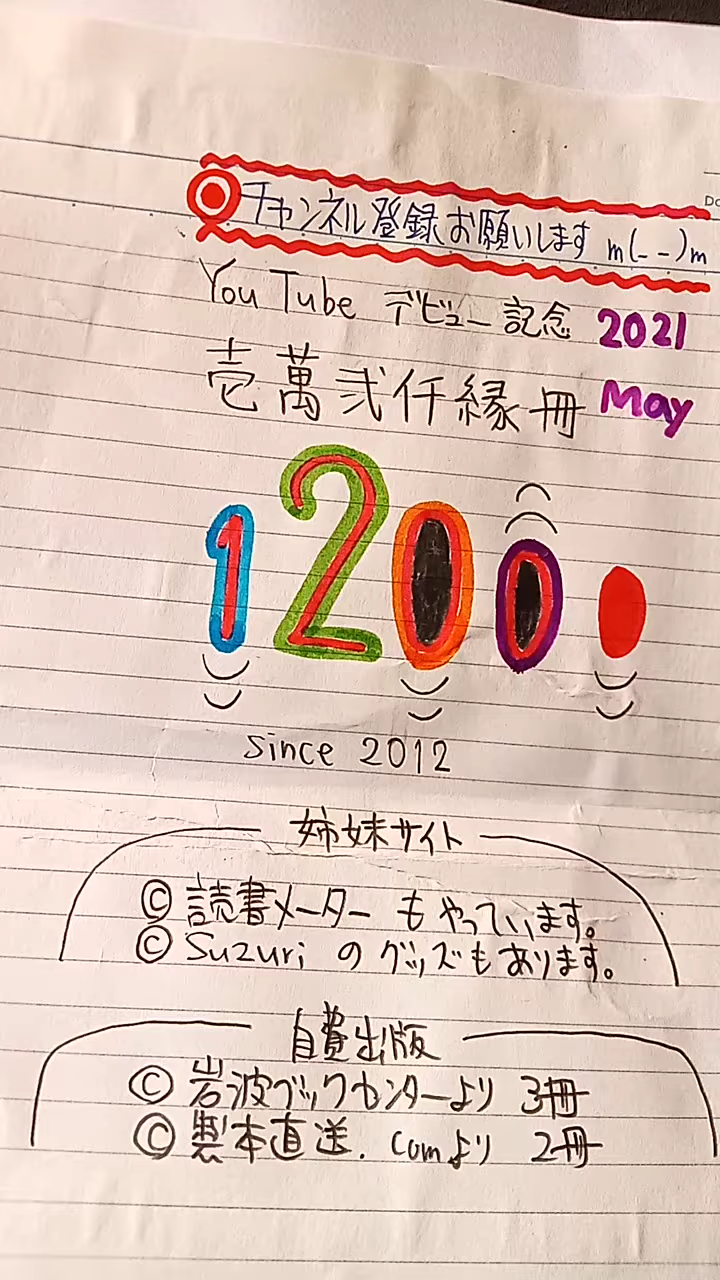 チャンネル登録お願いします m(_ _)m
YouTube デビュー記念 2021
壱萬弐仟縁冊 May
1200
since 2012
姉妹サイト
© 読書メーター もやっています。
© Suzuri のグッズもあります。
自費出版
© 岩波ブックセンターより 3冊
© 製本直送.comより 2冊